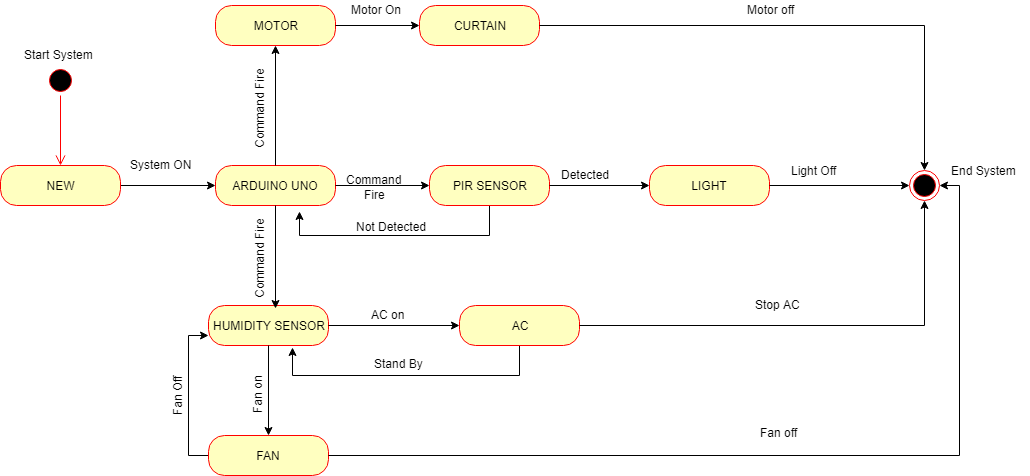 MOTOR
Motor On
CURTAIN
Motor off
Start System
Command Fire
System ON
NEW
ARDUINO UNO
Command
Fire
PIR SENSOR
Detected
LIGHT
Light Off
End System
Not Detected
Command Fire
HUMIDITY SENSOR
AC on
AC
Stop AC
Stand By
Fan Off
Fan on
FAN
Fan off